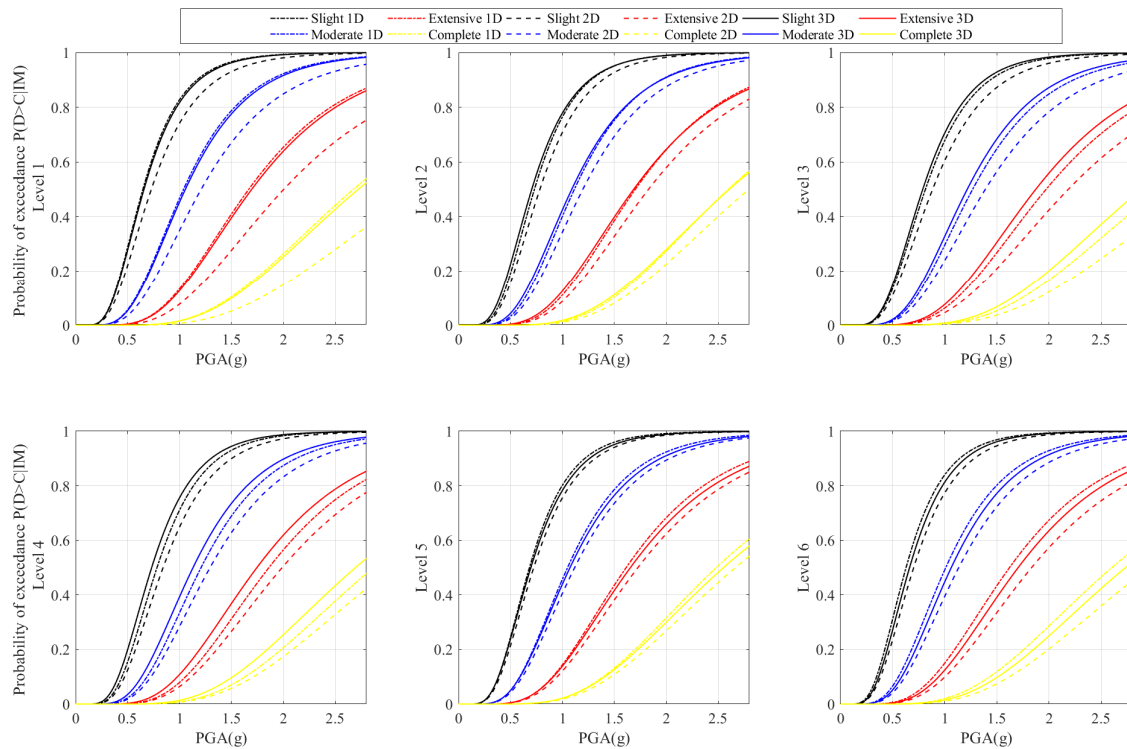 Slight 1D Extensive 1D Slight 2D Extensive 2D Slight 3D Extensive 3D
Moderate 1D Complete 1D Moderate 2D Complete 2D Moderate 3D Complete 3D
Probability of exceedance P(D>C|IM)
Level 1
1
0.8
0.6
0.4
0.2
0
0 0.5 1 1.5 2 2.5
PGA(g)
Level 2
1
0.8
0.6
0.4
0.2
0
0 0.5 1 1.5 2 2.5
PGA(g)
Level 3
1
0.8
0.6
0.4
0.2
0
0 0.5 1 1.5 2 2.5
PGA(g)
Probability of exceedance P(D>C|IM)
Level 4
1
0.8
0.6
0.4
0.2
0
0 0.5 1 1.5 2 2.5
PGA(g)
Level 5
1
0.8
0.6
0.4
0.2
0
0 0.5 1 1.5 2 2.5
PGA(g)
Level 6
1
0.8
0.6
0.4
0.2
0
0 0.5 1 1.5 2 2.5
PGA(g)